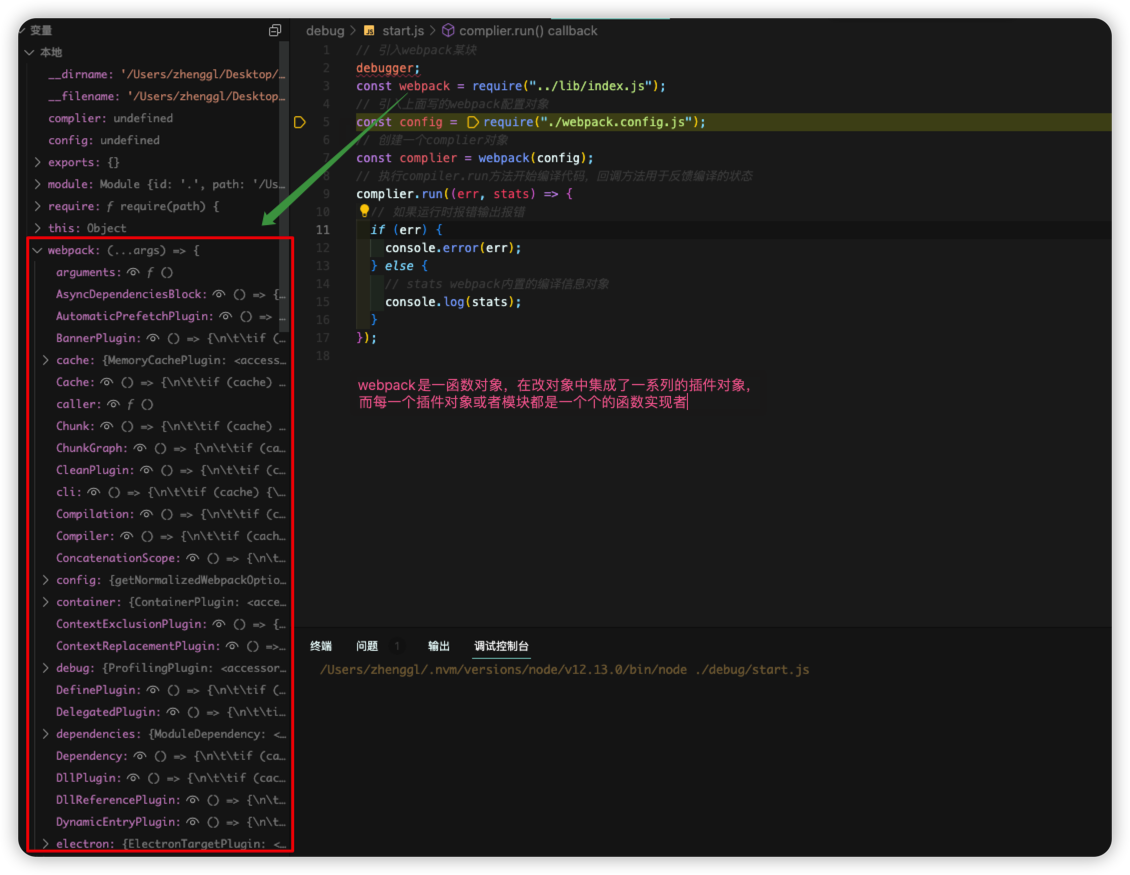 变量
本地
__dirname: '/Users/zhenggl/Desktop/…
__filename: '/Users/zhenggl/Desktop…
complier: undefined
config: undefined
exports: {}
module: Module {id: '.', path: '/Us…
require: ƒ require(path) {
this: Object
webpack: (...args) => {
arguments: ƒ ()
AsyncDependenciesBlock: () => {…
AutomaticPrefetchPlugin: () => …
BannerPlugin: () => {\n\t\tif (…
cache: {MemoryCachePlugin: <access…
Cache: () => {\n\t\tif (cache) …
caller: ƒ ()
Chunk: () => {\n\t\tif (cache) …
ChunkGraph: () => {\n\t\tif (ca…
CleanPlugin: () => {\n\t\tif (c…
cli: () => {\n\t\tif (cache) {\…
Compilation: () => {\n\t\tif (c…
Compiler: () => {\n\t\tif (cach…
ConcatenationScope: () => {\n\t…
config: {getNormalizedWebpackOptio…
container: {ContainerPlugin: <acce…
ContextExclusionPlugin: () => {…
ContextReplacementPlugin: () =>…
debug: {ProfilingPlugin: <accessor…
DefinePlugin: () => {\n\t\tif (…
DelegatedPlugin: () => {\n\t\ti…
dependencies: {ModuleDependency: <…
Dependency: () => {\n\t\tif (ca…
DllPlugin: () => {\n\t\tif (cac…
DllReferencePlugin: () => {\n\t…
DynamicEntryPlugin: () => {\n\t…
electron: {ElectronTargetPlugin: <…
debug > JS start.js > complier.run() callback
1 // 引入webpack某块
2 debugger;
3 const webpack = require("../lib/index.js");
4 // 引入上面写的webpack配置对象
5 const config = require("./webpack.config.js");
6 // 创建一个complier对象
7 const complier = webpack(config);
8 // 执行compiler.run方法开始编译代码，回调方法用于反馈编译的状态
9 complier.run((err, stats) => {
10 // 如果运行时报错输出报错
11 if (err) {
12 console.error(err);
13 } else {
14 // stats webpack内置的编译信息对象
15 console.log(stats);
16 }
17 });
18
webpack是一函数对象，在改对象中集成了一系列的插件对象，
而每一个插件对象或者模块都是一个个的函数实现者
终端 问题 1 输出 调试控制台
/Users/zhenggl/.nvm/versions/node/v12.13.0/bin/node ./debug/start.js